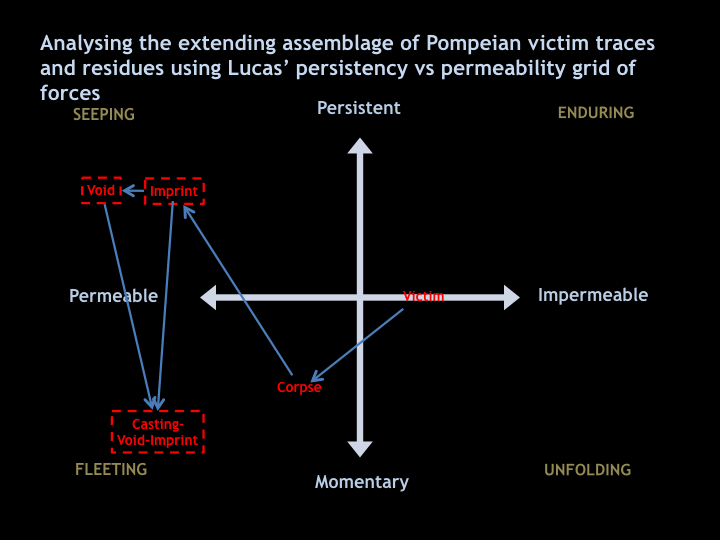 Analysing the extending assemblage of Pompeian victim traces
and residues using Lucas’ persistency vs permeability grid of
forces
SEEPING
Persistent
ENDURING
Void
Imprint
Permeable
Victim
Impermeable
Corpse
Casting-
Void-Imprint
FLEETING
Momentary
UNFOLDING